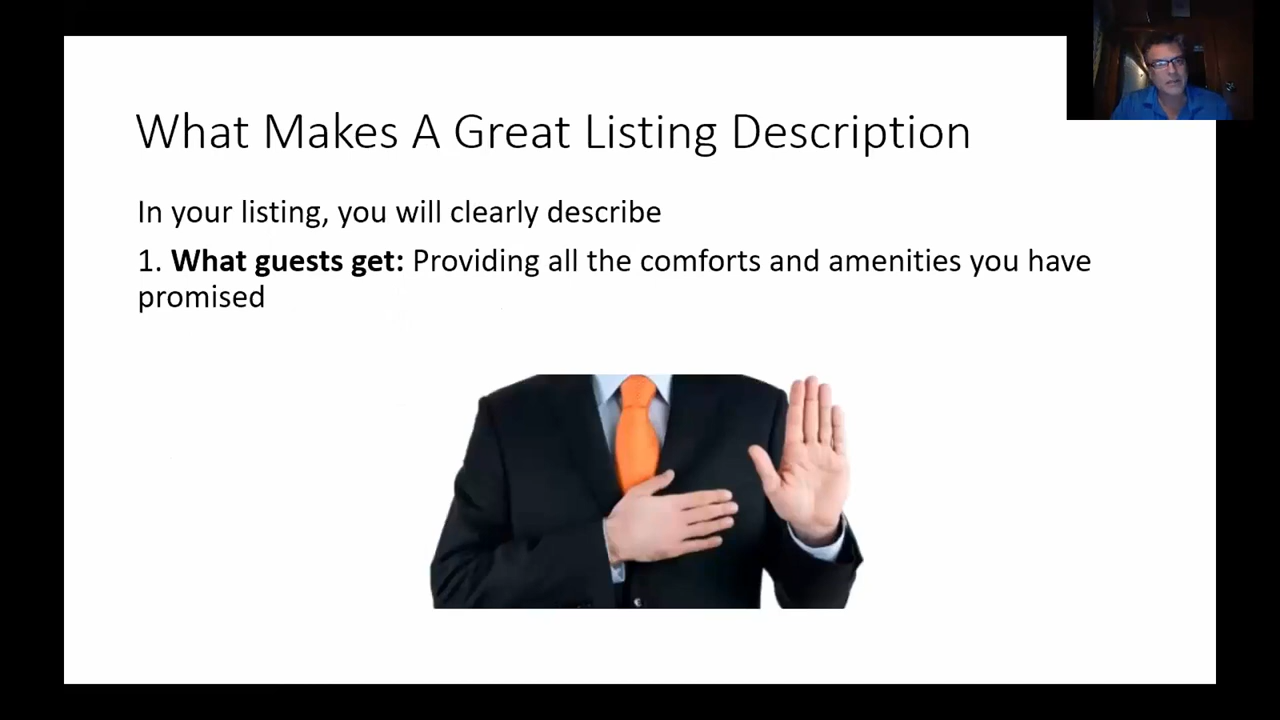 What Makes A Great Listing Description
In your listing, you will clearly describe
1. What guests get: Providing all the comforts and amenities you have
promised